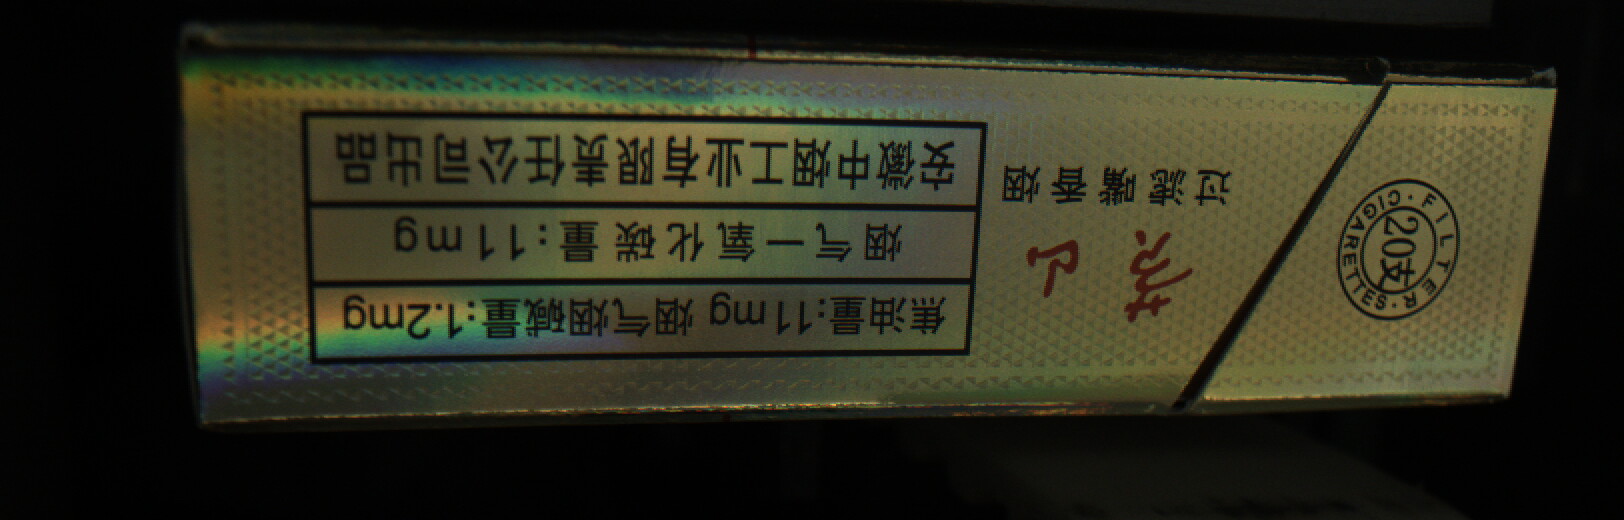 FILTER · CIGARETTES ·
20支
黄山
过滤嘴香烟
焦油量:11mg 烟气烟碱量:1.2mg
烟气一氧化碳量:11mg
安徽中烟工业有限责任公司出品